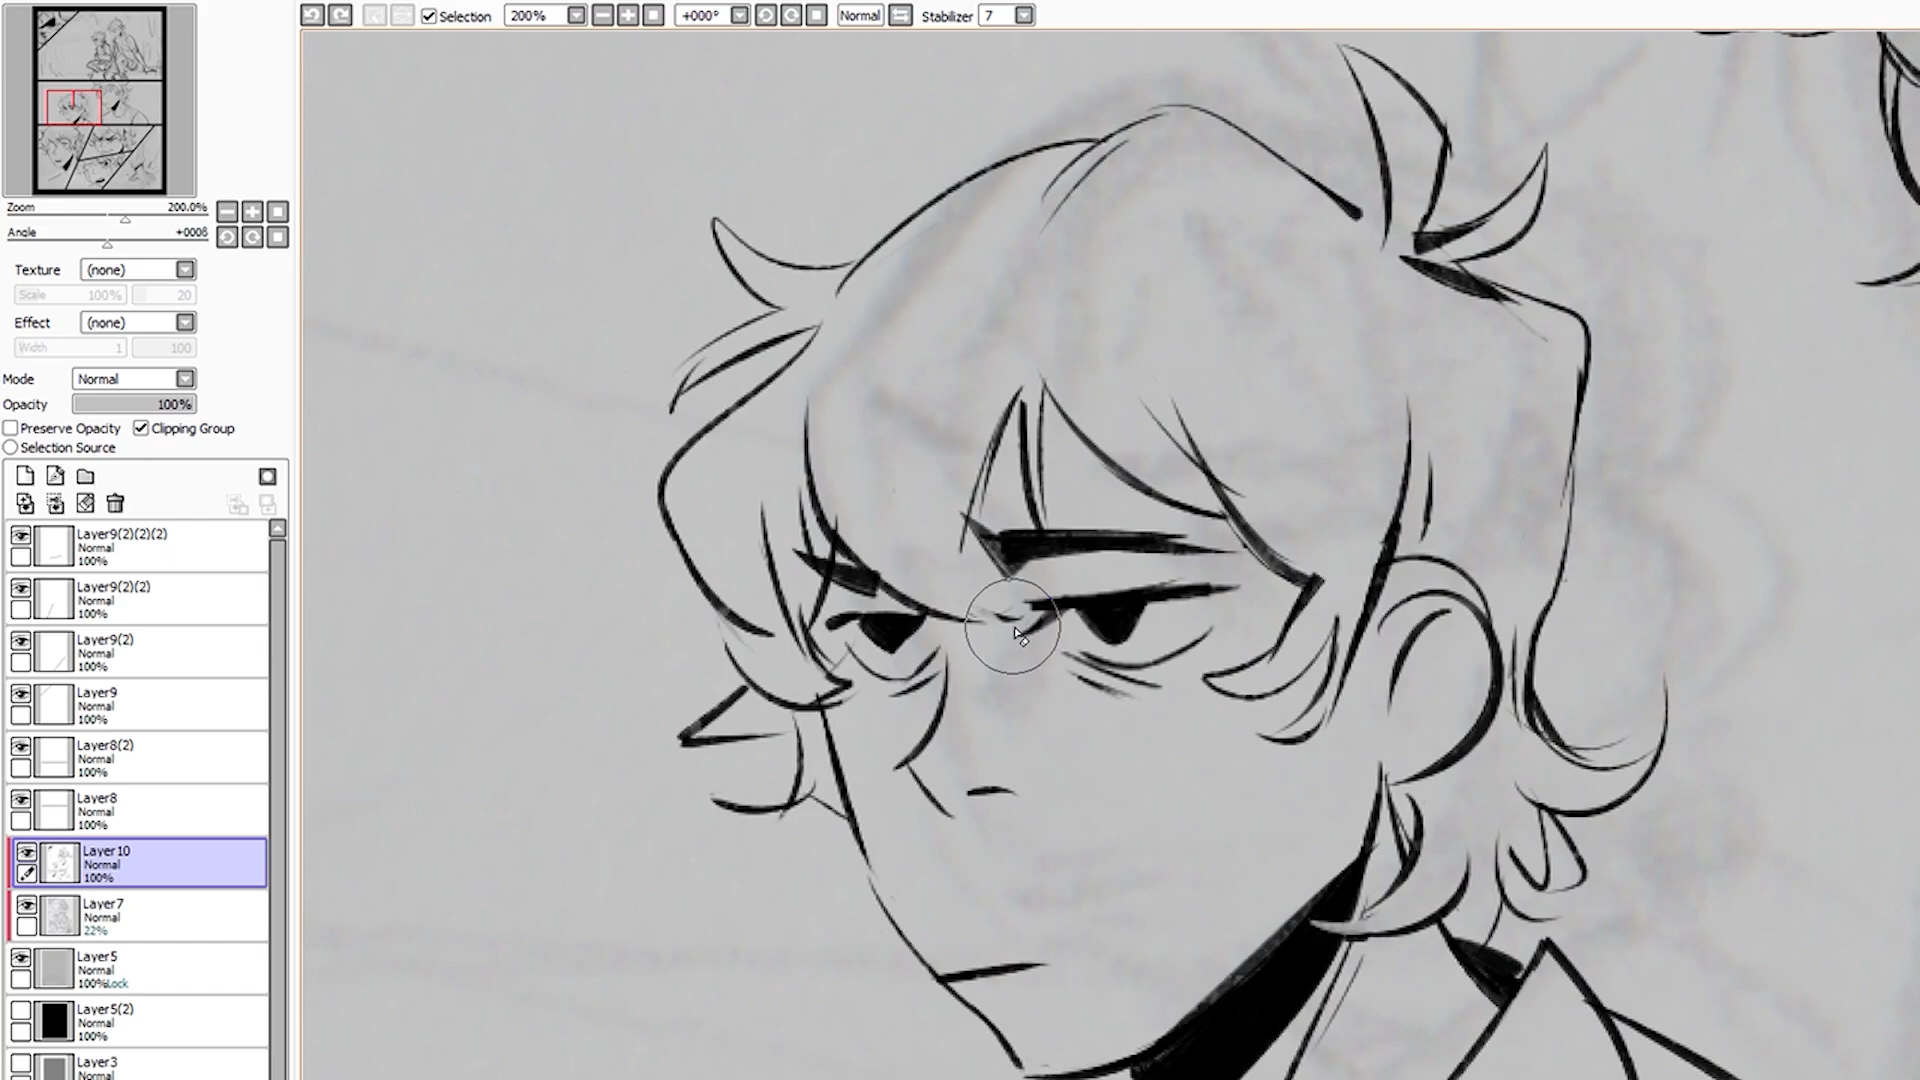 Selection 200% +000° Normal Stabilizer 7
Zoom 200.0%
Angle +000ß
Texture (none)
Scale 100% 20
Effect (none)
Width 1 100
Mode Normal
Opacity 100%
Preserve Opacity Clipping Group
Selection Source
Layer9(2)(2)(2)
Normal
100%
Layer9(2)(2)
Normal
100%
Layer9(2)
Normal
100%
Layer9
Normal
100%
Layer8(2)
Normal
100%
Layer8
Normal
100%
Layer10
Normal
100%
Layer7
Normal
22%
Layer5
Normal
100%Lock
Layer5(2)
Normal
100%
Layer3
Normal